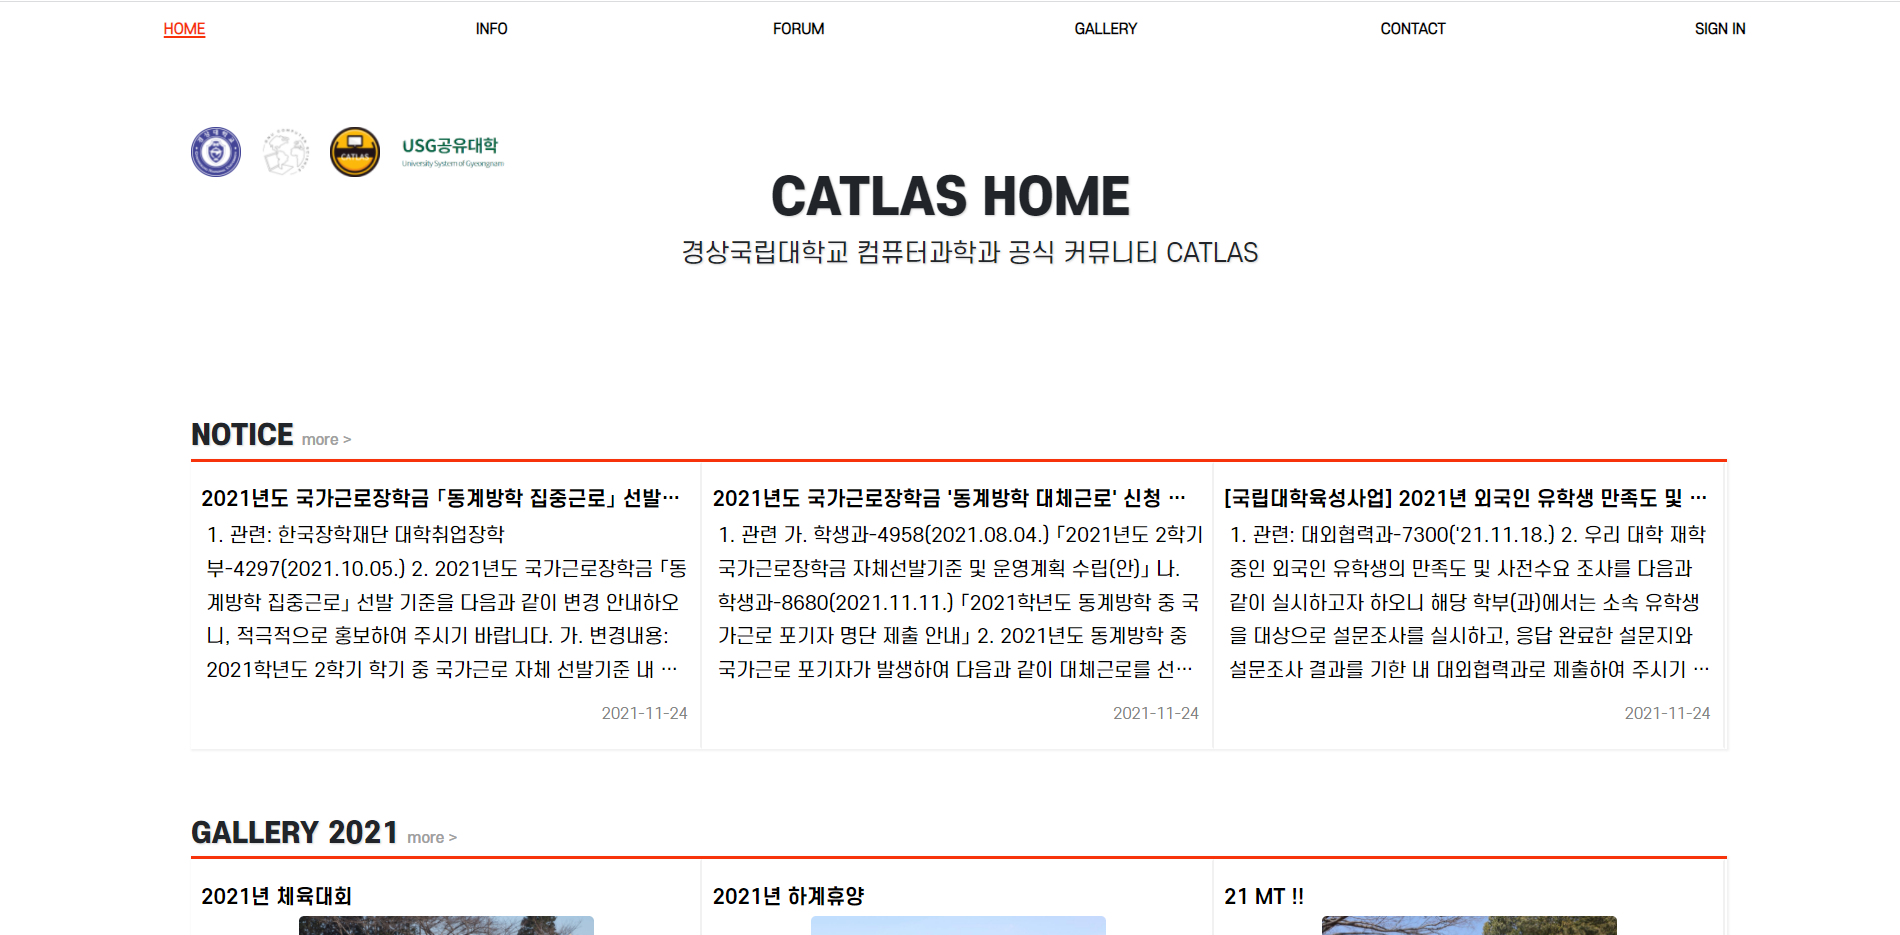 HOME INFO FORUM GALLERY CONTACT SIGN IN
CATLAS
USG공유대학
University System of Gyeongnam
CATLAS HOME
경상국립대학교 컴퓨터과학과 공식 커뮤니티 CATLAS
NOTICE more >
2021년도 국가근로장학금 「동계방학 집중근로」 선발…
1. 관련: 한국장학재단 대학취업장학
부-4297(2021.10.05.) 2. 2021년도 국가근로장학금 「동
계방학 집중근로」 선발 기준을 다음과 같이 변경 안내하오
니, 적극적으로 홍보하여 주시기 바랍니다. 가. 변경내용:
2021학년도 2학기 학기 중 국가근로 자체 선발기준 내 …
2021-11-24
2021년도 국가근로장학금 '동계방학 대체근로' 신청 …
1. 관련 가. 학생과-4958(2021.08.04.) 「2021년도 2학기
국가근로장학금 자체선발기준 및 운영계획 수립(안)」 나.
학생과-8680(2021.11.11.) 「2021학년도 동계방학 중 국
가근로 포기자 명단 제출 안내」 2. 2021년도 동계방학 중
국가근로 포기자가 발생하여 다음과 같이 대체근로를 선…
2021-11-24
[국립대학육성사업] 2021년 외국인 유학생 만족도 및 …
1. 관련: 대외협력과-7300('21.11.18.) 2. 우리 대학 재학
중인 외국인 유학생의 만족도 및 사전수요 조사를 다음과
같이 실시하고자 하오니 해당 학부(과)에서는 소속 유학생
을 대상으로 설문조사를 실시하고, 응답 완료한 설문지와
설문조사 결과를 기한 내 대외협력과로 제출하여 주시기 …
2021-11-24
GALLERY 2021 more >
2021년 체육대회
2021년 하계휴양
21 MT !!